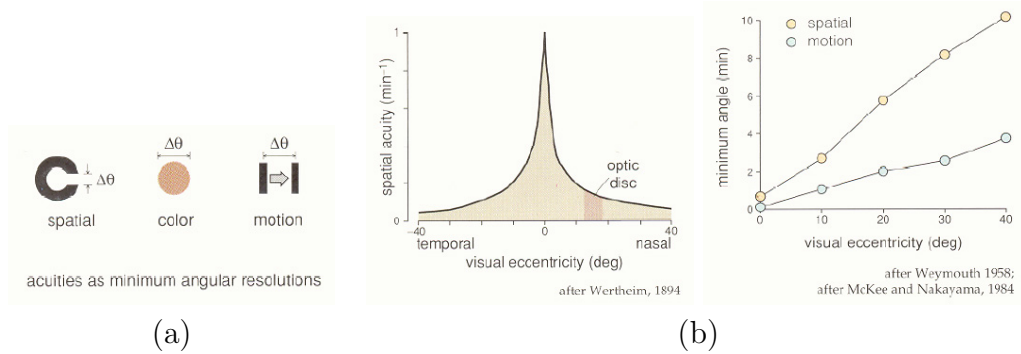 Δθ
Δθ
Δθ
spatial
color
motion
acuities as minimum angular resolutions
(a)
spatial acuity (min⁻¹)
1
0
optic
disc
-40
0
40
temporal
nasal
visual eccentricity (deg)
after Wertheim, 1894
minimum angle (min)
10
8
6
4
2
0
spatial
motion
0
10
20
30
40
visual eccentricity (deg)
after Weymouth 1958;
after McKee and Nakayama, 1984
(b)